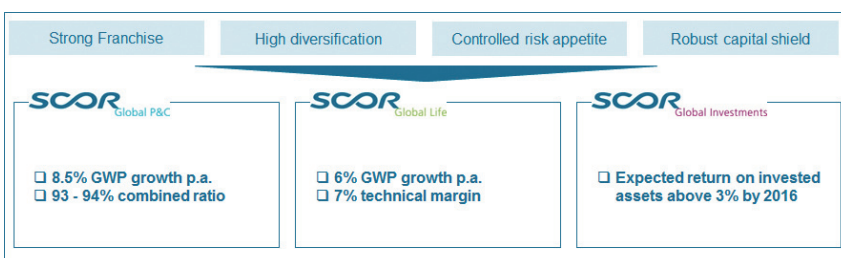 Strong Franchise
High diversification
Controlled risk appetite
Robust capital shield
SCOR
Global P&C
❑ 8.5% GWP growth p.a.
❑ 93 - 94% combined ratio
SCOR
Global Life
❑ 6% GWP growth p.a.
❑ 7% technical margin
SCOR
Global Investments
❑ Expected return on invested
assets above 3% by 2016